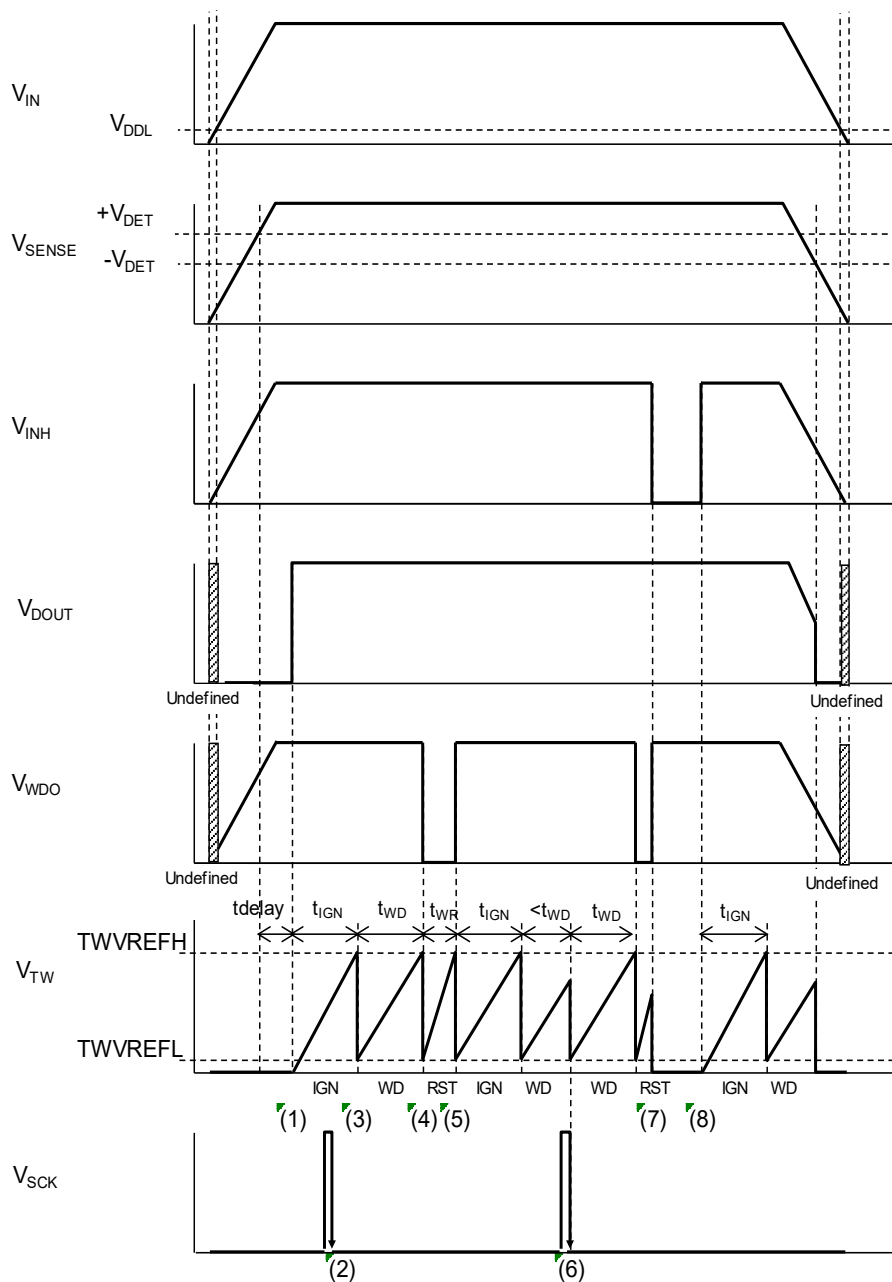 V_IN
V_DDL
+V_DET
V_SENSE
-V_DET
V_INH
V_DOUT
Undefined Undefined
V_WDO
Undefined Undefined
tdelay t_IGN t_WD t_WR t_IGN <t_WD t_WD t_IGN
TWVREFH
V_TW
TWVREFL
IGN WD RST IGN WD WD RST IGN WD
(1) (3) (4) (5) (7) (8)
V_SCK
(2) (6)